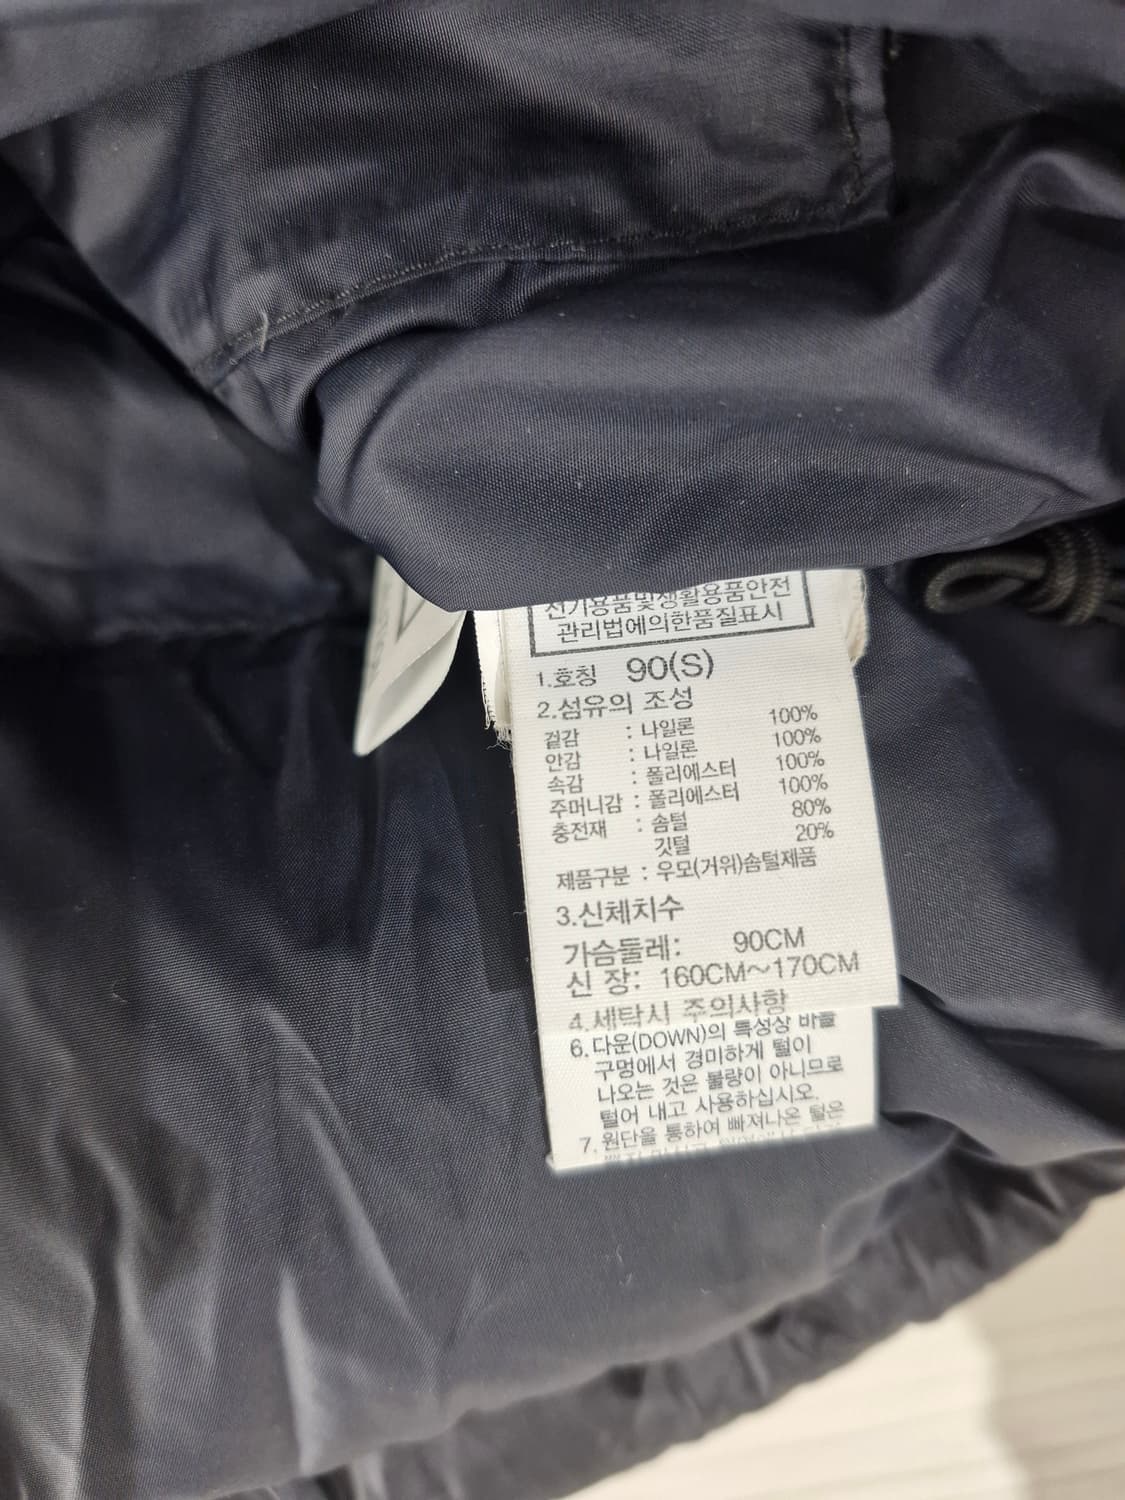 전기용품및생활용품안전
관리법에의한품질표시
1.호칭 90(S)
2.섬유의 조성
겉감 : 나일론 100%
안감 : 나일론 100%
속감 : 폴리에스터 100%
주머니감 : 폴리에스터 100%
충전재 : 솜털 80%
깃털 20%
제품구분 : 우모(거위)솜털제품
3.신체치수
가슴둘레: 90CM
신 장: 160CM~170CM
4.세탁시 주의사항
6.다운(DOWN)의 특성상 바늘
구멍에서 경미하게 털이
나오는 것은 불량이 아니므로
털어 내고 사용하십시오.
7.원단을 통하여 빠져나온 털은